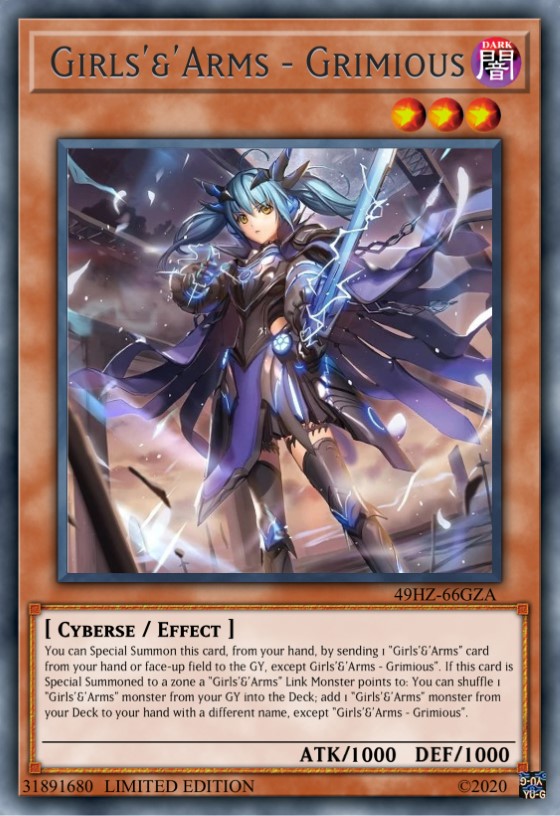 Girls'&'Arms - Grimious
DARK
闇
49HZ-66GZA
[ Cyberse / Effect ]
You can Special Summon this card, from your hand, by sending 1 "Girls'&'Arms" card
from your hand or face-up field to the GY, except Girls'&'Arms - Grimious". If this card is
Special Summoned to a zone a "Girls'&'Arms" Link Monster points to: You can shuffle 1
"Girls'&'Arms" monster from your GY into the Deck; add 1 "Girls'&'Arms" monster from
your Deck to your hand with a different name, except "Girls'&'Arms - Grimious".
ATK/1000 DEF/1000
31891680 LIMITED EDITION ©2020